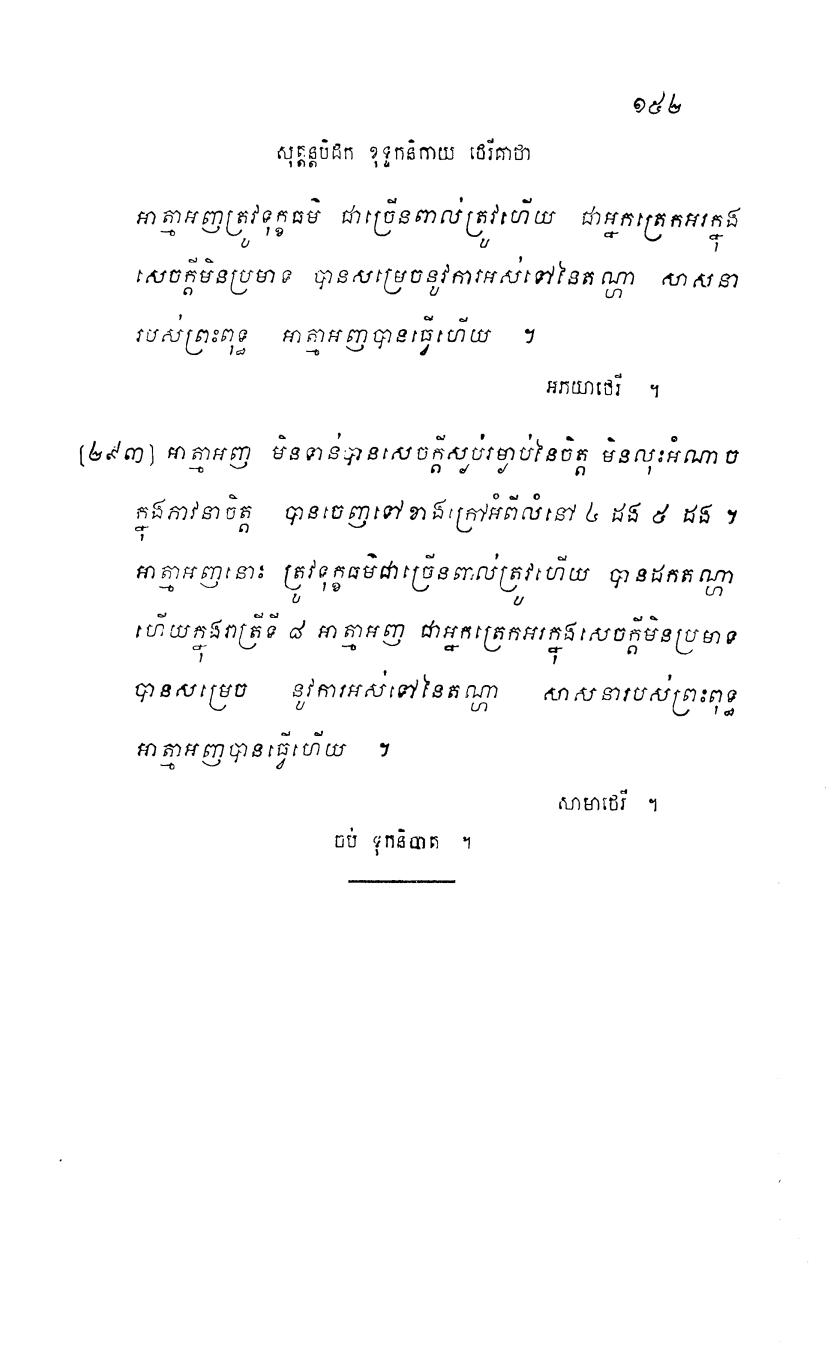 ១៥២
សុត្តន្តបិដក ខុទ្ទកនិកាយ ថេរីគាថា
អាត្មាអញត្រូវទុក្ខធម៌ ជាច្រើនពាល់ត្រូវហើយ ជាអ្នកត្រេកអរក្នុង
សេចក្តីមិនប្រមាទ បានសម្រេចនូវការអស់ទៅនៃតណ្ហា សាសនា
របស់ព្រះពុទ្ធ អាត្មាអញបានធ្វើហើយ ។
អភយាថេរី ។
[២៩៣] អាត្មាអញ មិនទាន់បានសេចក្តីស្ងប់រម្ងាប់នៃចិត្ត មិនលុះអំណាច
ក្នុងភាវនាចិត្ត បានចេញទៅខាងក្រៅអំពីលំនៅ ៤ ដង ៥ ដង ។
អាត្មាអញនោះ ត្រូវទុក្ខធម៌ជាច្រើនពាល់ត្រូវហើយ បានដកតណ្ហា
ហើយក្នុងរាត្រីទី ៨ អាត្មាអញ ជាអ្នកត្រេកអរក្នុងសេចក្តីមិនប្រមាទ
បានសម្រេច នូវការអស់ទៅនៃតណ្ហា សាសនារបស់ព្រះពុទ្ធ
អាត្មាអញបានធ្វើហើយ ។
សាមាថេរី ។
ចប់ ទុកនិបាត ។